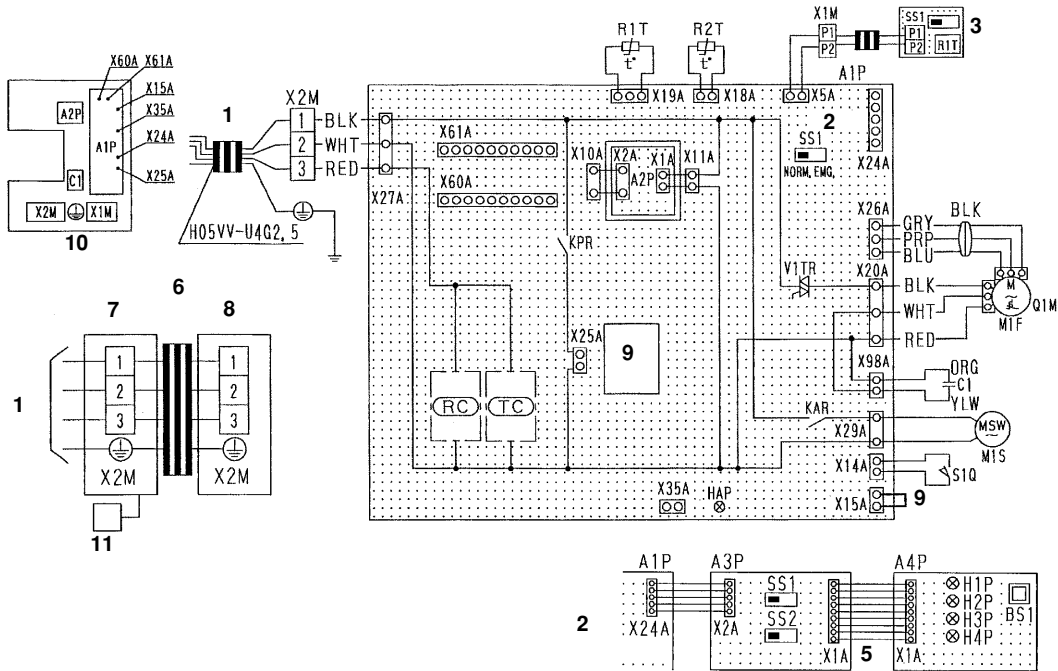 R1T
R2T
X1M
P1
P2
SS1
P1
P2
R1T
3
t°
t°
X60A
X61A
X15A
X35A
X24A
X25A
A2P
A1P
C1
X2M
X1M
10
1
X2M
1
2
3
BLK
WHT
RED
H05VV-U4G2,5
X27A
X19A
X18A
X5A
A1P
2
X61A
X60A
X10A
X2A
A2P
X1A
X11A
SS1
NORM. EMG.
X24A
X26A
GRY
PRP
BLU
BLK
KPR
V1TR
X20A
BLK
WHT
RED
M
~
Q1M
M1F
X25A
9
RC
TC
X98A
ORG
C1
YLW
KAR
X29A
MSW
~
M1S
X14A
S1Q
X35A
HAP
X15A
9
6
7
8
1
1
2
3
X2M
1
2
3
X2M
11
2
A1P
X24A
A3P
X2A
SS1
SS2
X1A
5
A4P
X1A
H1P
H2P
H3P
H4P
BS1